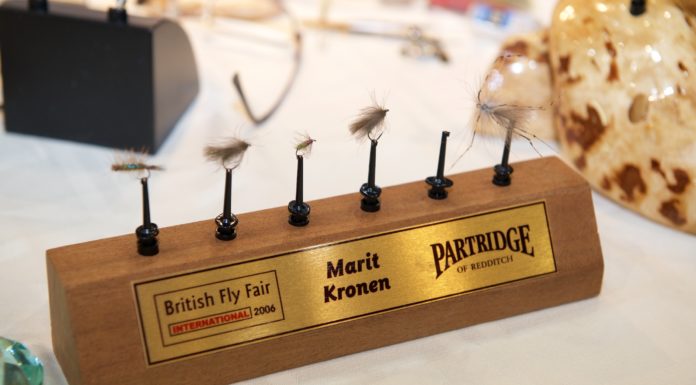 British Fly Fair
INTERNATIONAL 2006
Marit
Kronen
PARTRIDGE
OF REDDITCH